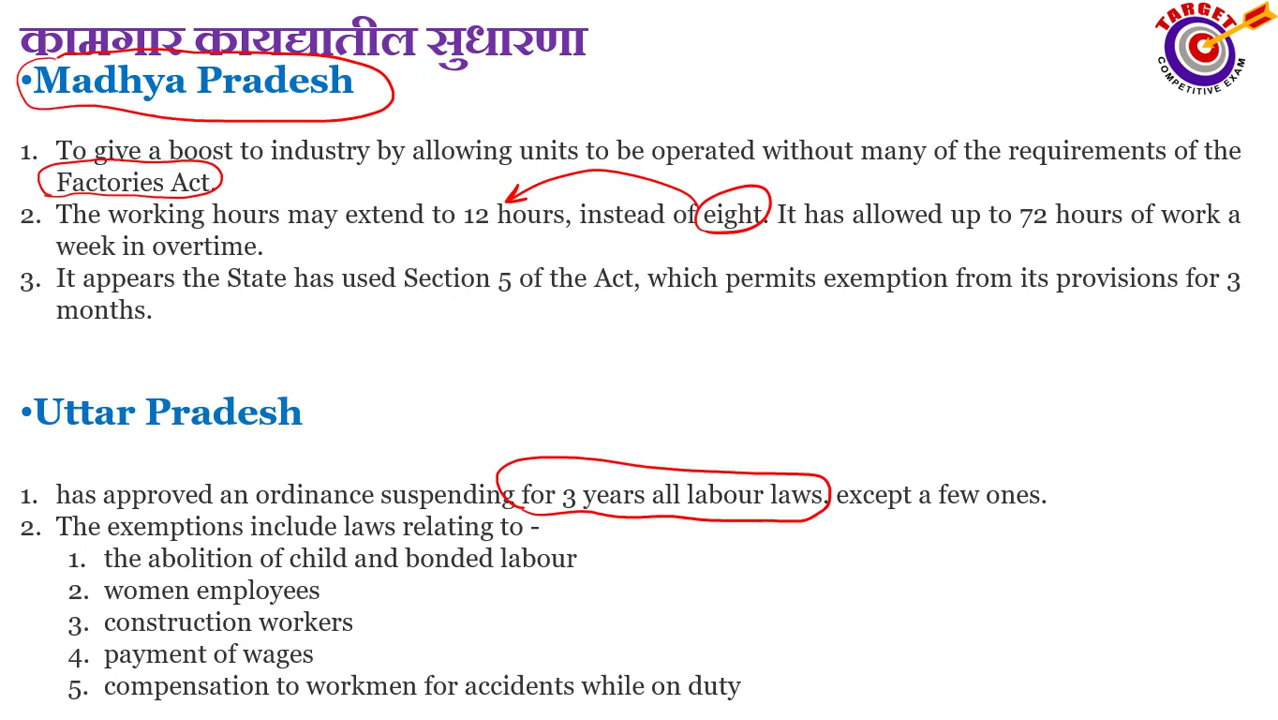 कामगार कायद्यातील सुधारणा
TARGET
COMPETITIVE EXAM
•Madhya Pradesh
1. To give a boost to industry by allowing units to be operated without many of the requirements of the
Factories Act.
2. The working hours may extend to 12 hours, instead of eight. It has allowed up to 72 hours of work a
week in overtime.
3. It appears the State has used Section 5 of the Act, which permits exemption from its provisions for 3
months.
•Uttar Pradesh
1. has approved an ordinance suspending for 3 years all labour laws, except a few ones.
2. The exemptions include laws relating to -
1. the abolition of child and bonded labour
2. women employees
3. construction workers
4. payment of wages
5. compensation to workmen for accidents while on duty